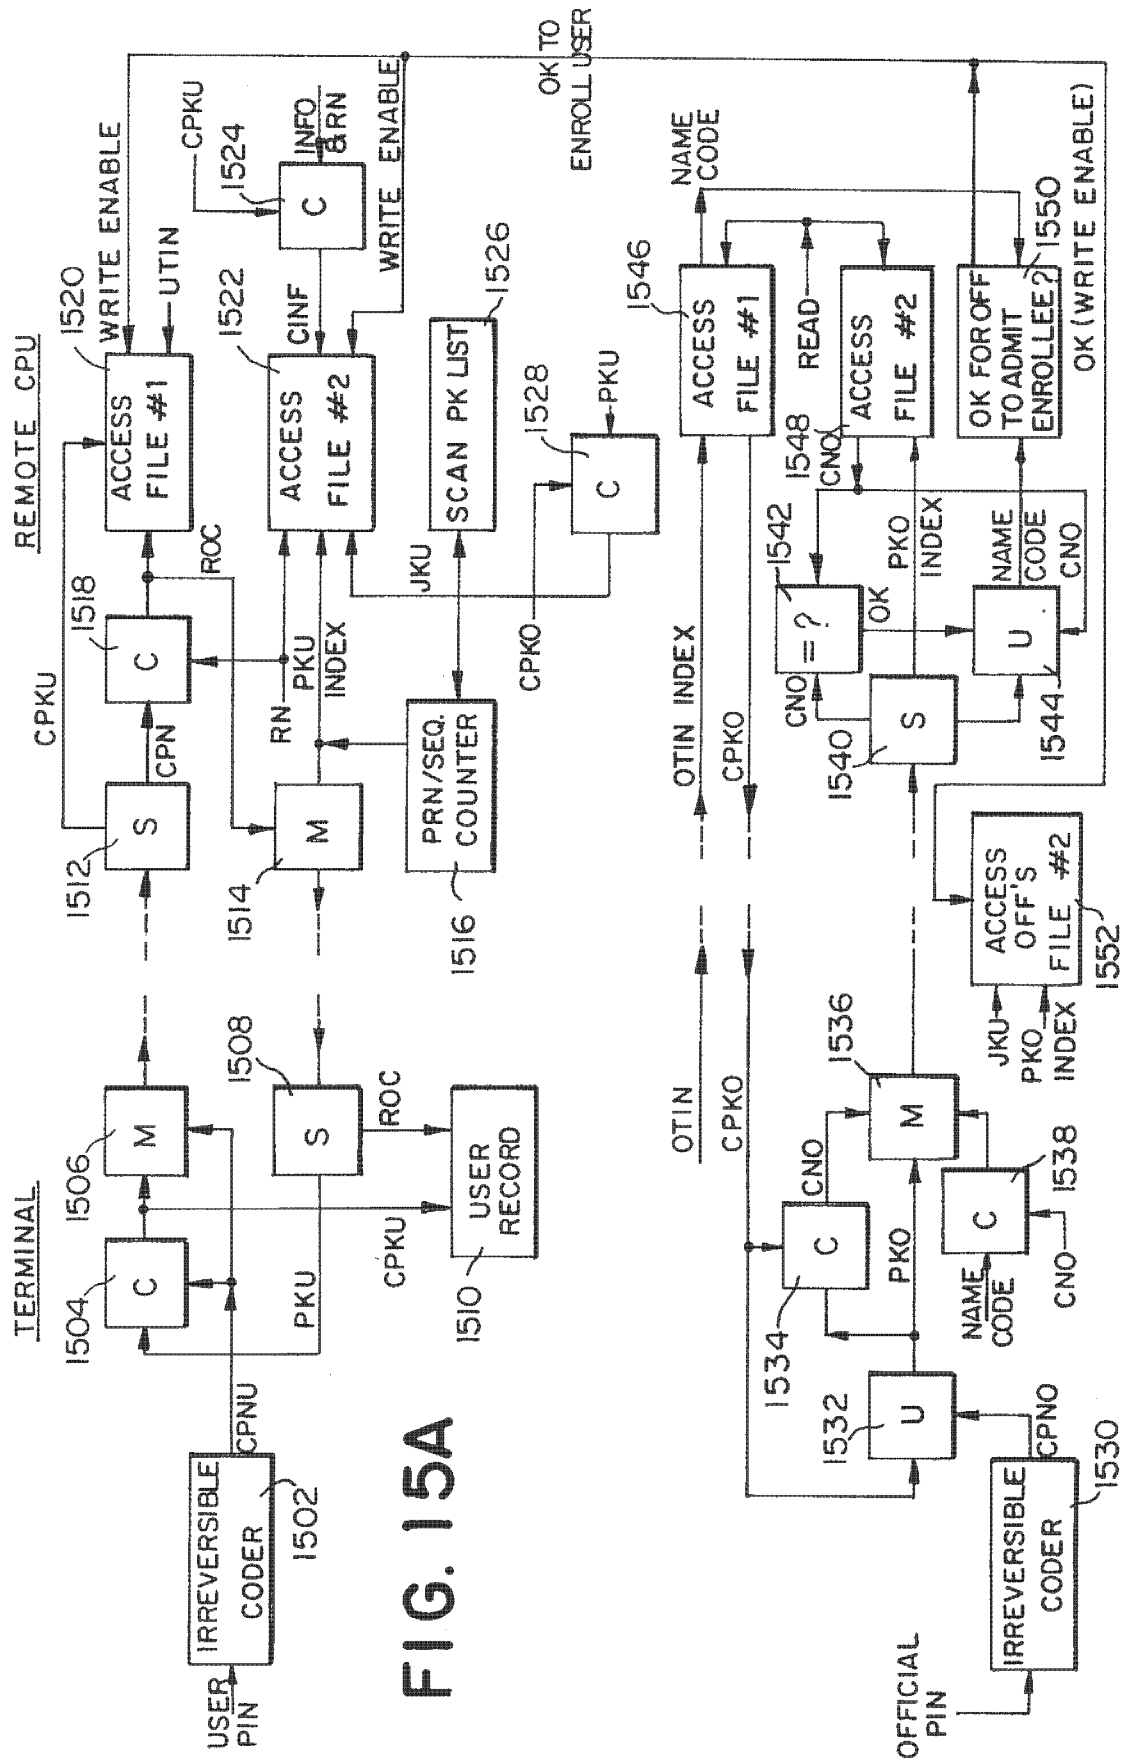 TERMINAL
REMOTE CPU
USER
PIN
IRREVERSIBLE
CODER
1502
CPNU
1504
C
1506
M
PKU
CPKU
1508
S
ROC
1510
USER
RECORD
1512
S
CPKU
CPN
1514
M
1516
PRN/SEQ.
COUNTER
1518
C
ROC
RN
PKU
INDEX
JKU
1520
ACCESS
FILE #1
WRITE ENABLE
UTIN
1522
ACCESS
FILE #2
CINF
1524
C
CPKU
INFO
& RN
WRITE ENABLE
1526
SCAN PK LIST
1528
C
CPKO
PKU
OK TO
ENROLL USER
FIG. 15A
OFFICIAL
PIN
IRREVERSIBLE
CODER
1530
CPNO
1532
U
1534
C
CNO
PKO
1536
M
1538
C
NAME
CODE
CNO
OTIN
CPKO
OTIN INDEX
CPKO
1540
S
CNO
1542
= ?
OK
PKO
INDEX
1544
U
NAME
CODE
CNO
1546
ACCESS
FILE #1
NAME
CODE
READ
1548
CNO
ACCESS
FILE #2
1550
OK FOR OFF
TO ADMIT
ENROLLEE?
OK (WRITE ENABLE)
1552
ACCESS
OFF'S
FILE #2
JKU
PKO
INDEX